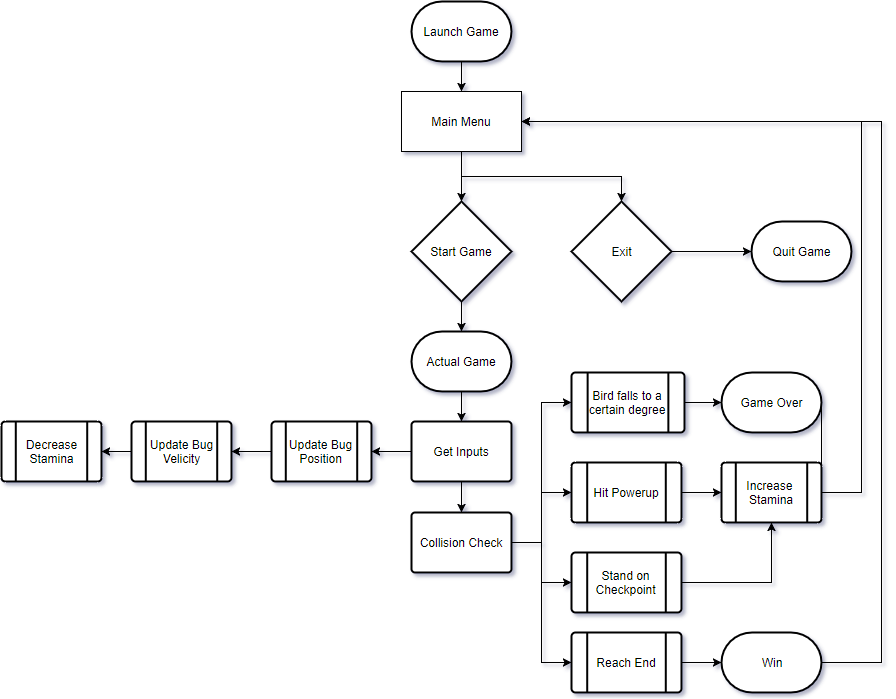 Launch Game
Main Menu
Start Game
Exit
Quit Game
Actual Game
Bird falls to a
certain degree
Game Over
Decrease
Stamina
Update Bug
Velicity
Update Bug
Position
Get Inputs
Hit Powerup
Increase
Stamina
Collision Check
Stand on
Checkpoint
Reach End
Win